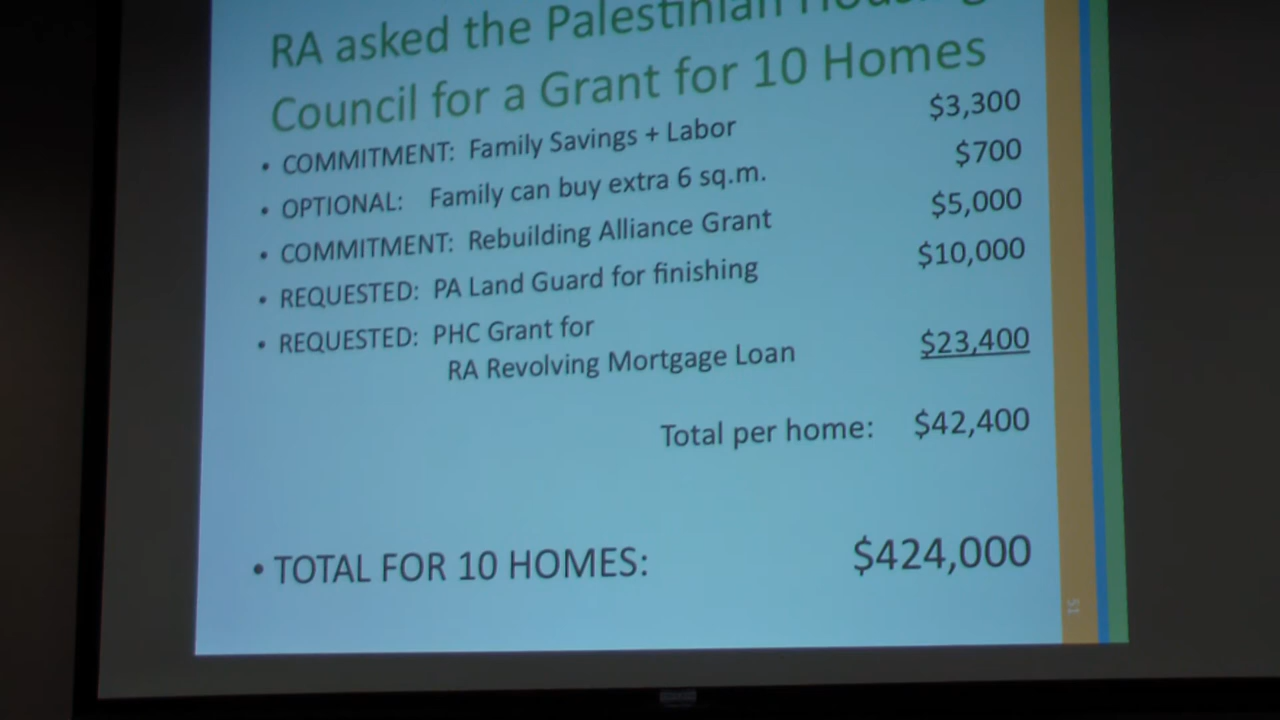 RA asked the Palestinian Housing
Council for a Grant for 10 Homes
• COMMITMENT: Family Savings + Labor $3,300
• OPTIONAL: Family can buy extra 6 sq.m. $700
• COMMITMENT: Rebuilding Alliance Grant $5,000
• REQUESTED: PA Land Guard for finishing $10,000
• REQUESTED: PHC Grant for
RA Revolving Mortgage Loan $23,400
Total per home: $42,400
• TOTAL FOR 10 HOMES: $424,000
51